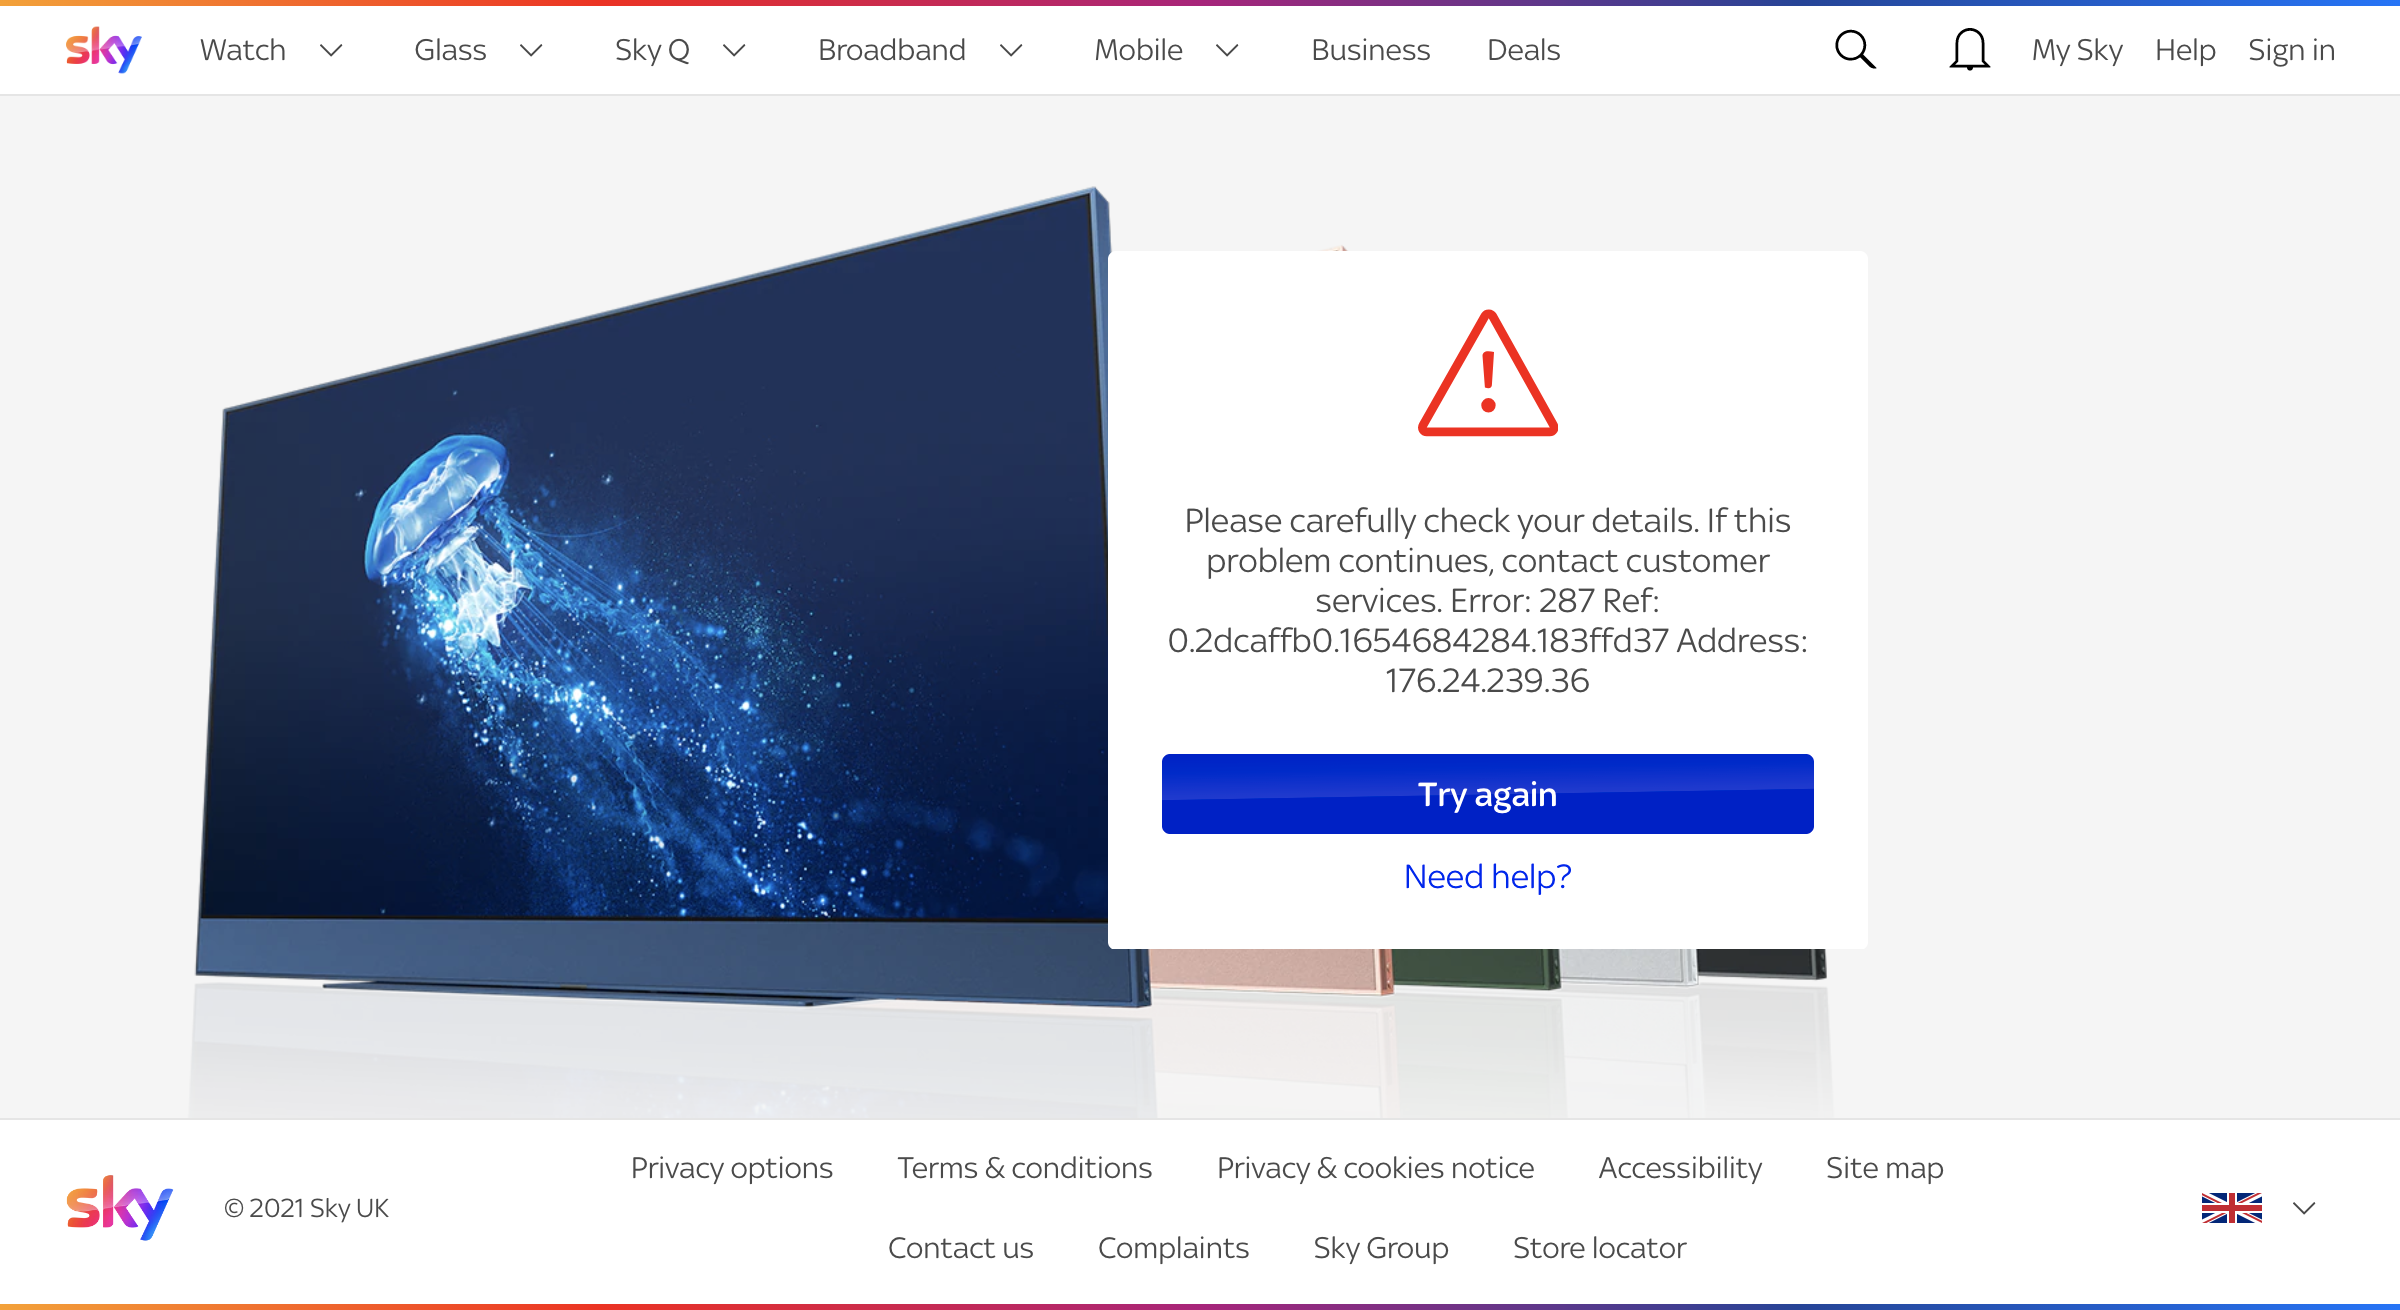 sky Watch Glass Sky Q Broadband Mobile Business Deals My Sky Help Sign in
Please carefully check your details. If this
problem continues, contact customer
services. Error: 287 Ref:
0.2dcaffb0.1654684284.183ffd37 Address:
176.24.239.36
Try again
Need help?
Privacy options Terms & conditions Privacy & cookies notice Accessibility Site map
sky © 2021 Sky UK
Contact us Complaints Sky Group Store locator